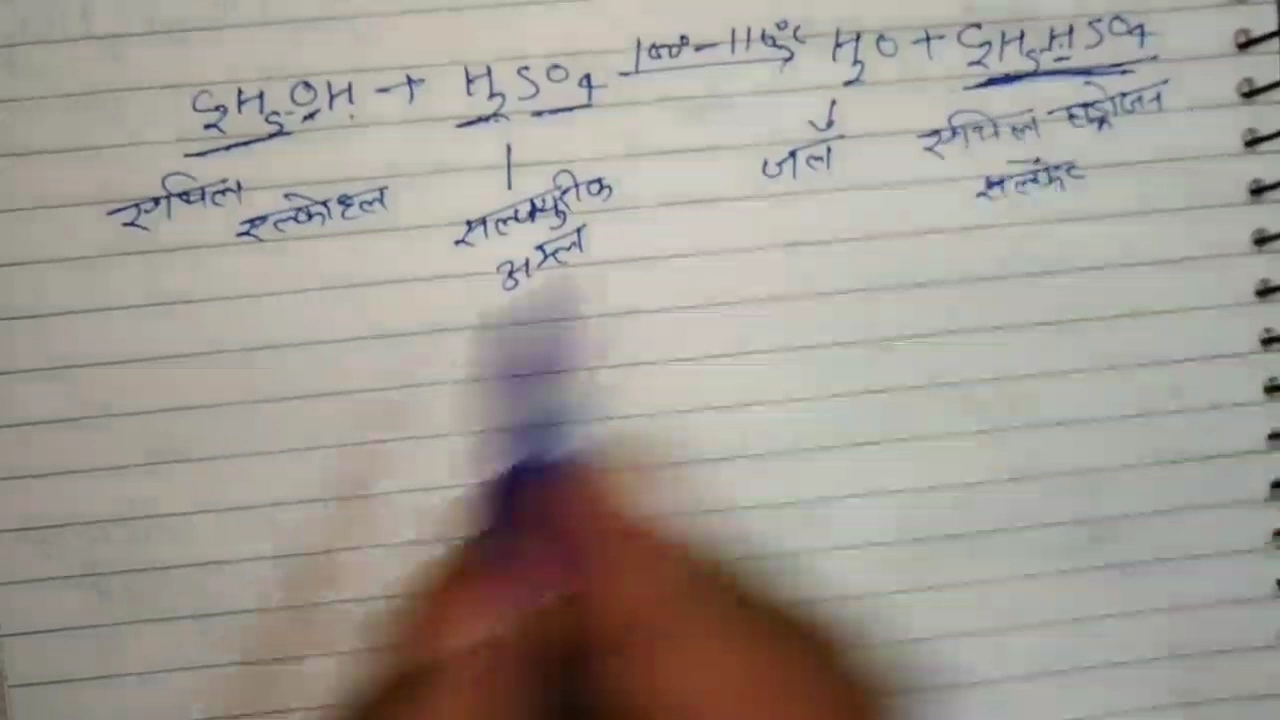 C2H5OH + H2SO4 100°-110°C → H2O + C2H5HSO4
एथिल एल्कोहल सल्फ्युरीक अम्ल जल एथिल हाइड्रोजन सल्फेट